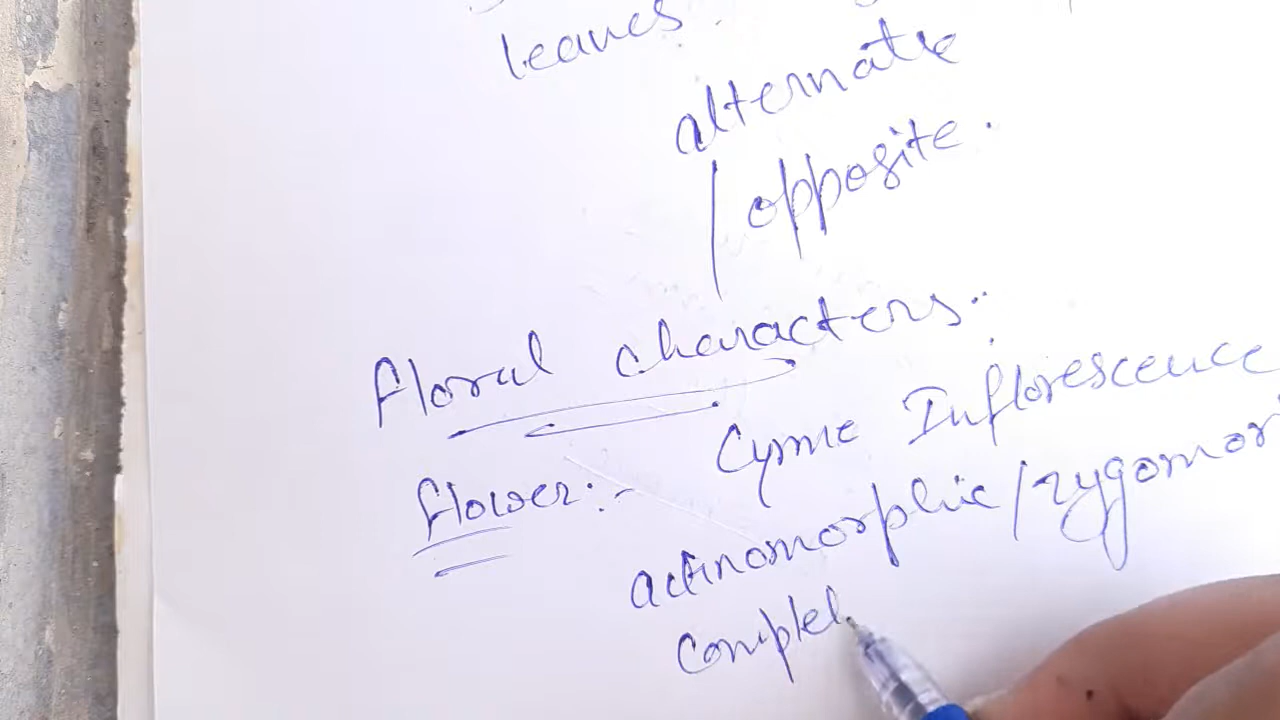 leaves.
alternate
/ opposite.
Floral characters:
Flower:- Cyme Inflorescence
actinomorphic/zygomor
Complet